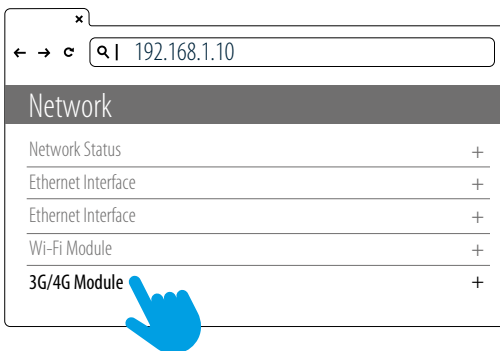 ×
← → c 192.168.1.10
Network
Network Status +
Ethernet Interface +
Ethernet Interface +
Wi-Fi Module +
3G/4G Module +